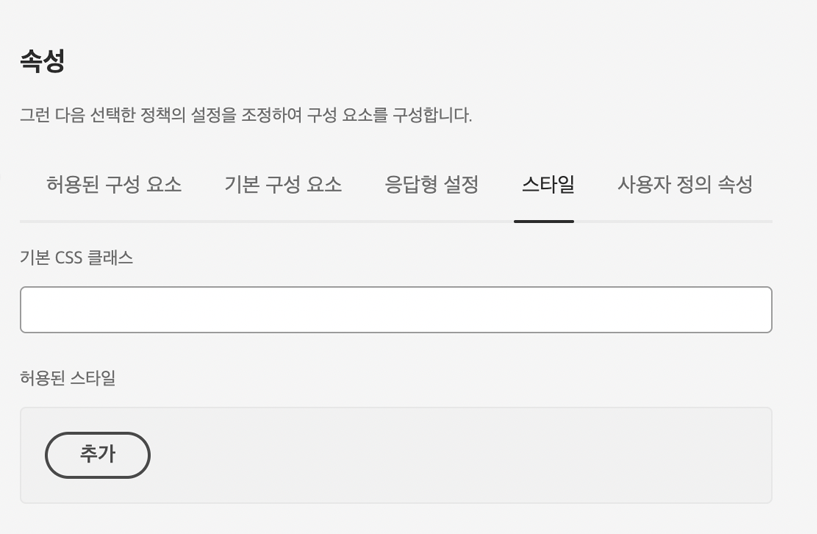 속성
그런 다음 선택한 정책의 설정을 조정하여 구성 요소를 구성합니다.
허용된 구성 요소 기본 구성 요소 응답형 설정 스타일 사용자 정의 속성
기본 CSS 클래스
허용된 스타일
추가